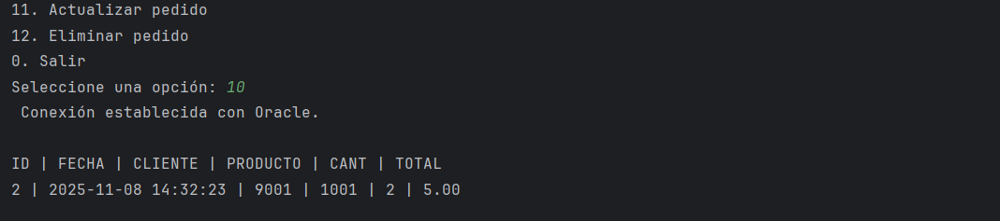 11. Actualizar pedido
12. Eliminar pedido
0. Salir
Seleccione una opción: 10
Conexión establecida con Oracle.
ID | FECHA | CLIENTE | PRODUCTO | CANT | TOTAL
2 | 2025-11-08 14:32:23 | 9001 | 1001 | 2 | 5.00